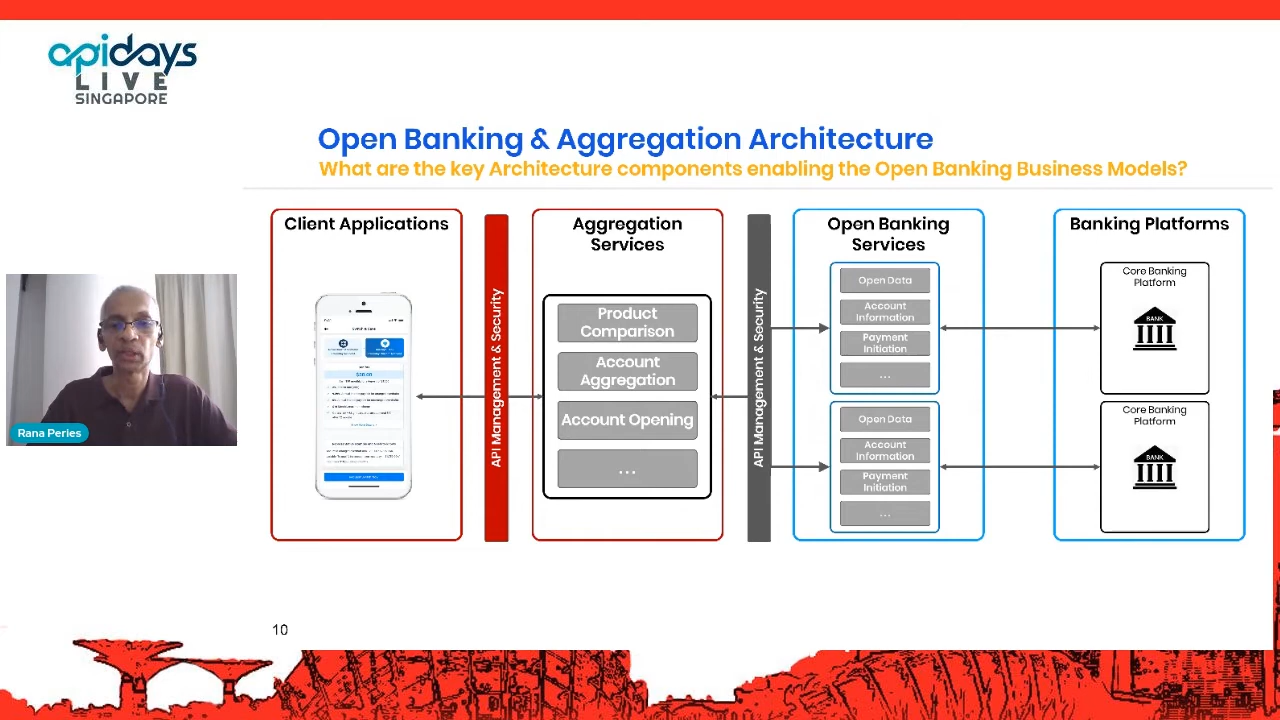 apidays
LIVE
SINGAPORE
Open Banking & Aggregation Architecture
What are the key Architecture components enabling the Open Banking Business Models?
Client Applications
API Management & Security
Aggregation
Services
Product
Comparison
Account
Aggregation
Account Opening
...
API Management & Security
Open Banking
Services
Open Data
Account
Information
Payment
Initiation
...
Open Data
Account
Information
Payment
Initiation
...
Banking Platforms
Core Banking
Platform
BANK
Core Banking
Platform
BANK
Rana Peries
10